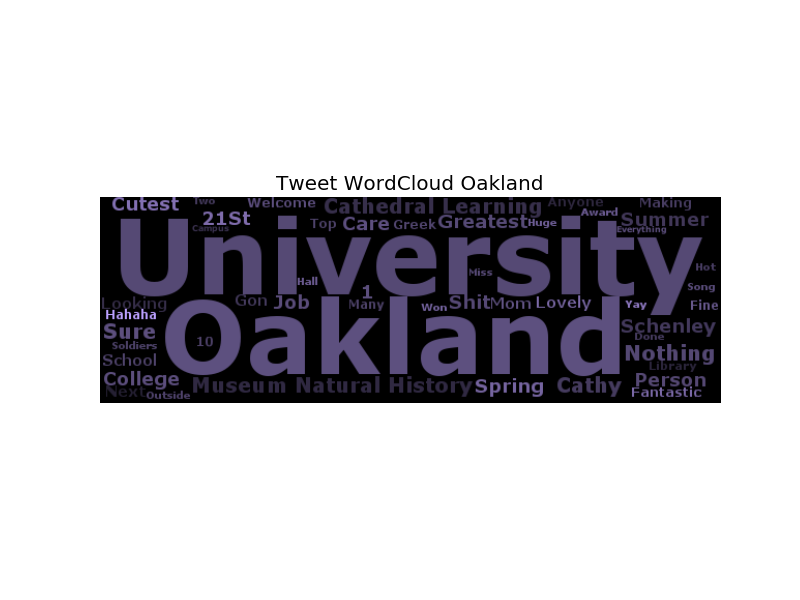 Tweet WordCloud Oakland
Cutest Two Welcome Cathedral Learning Anyone Making
21St Campus Top Care Greek Greatest Huge Award Summer Everything
University
Hall Miss Hot
Song
Looking Gon Job 1 Many Won Shit Mom Lovely Yay Fine
Hahaha
Oakland
Sure 10 Schenley
Soldiers Done
School Nothing
College Library Person
Next Outside Museum Natural History Spring Cathy Fantastic